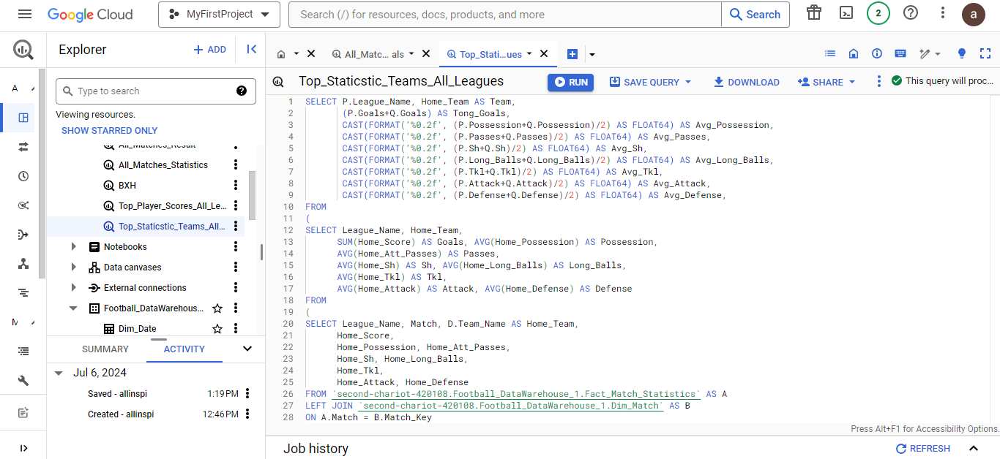 Google Cloud
MyFirstProject
Search (/) for resources, docs, products, and more
Search
2
a
Explorer
+ ADD
All_Matc... als
Top_Stati...ues
A
Type to search
Viewing resources.
SHOW STARRED ONLY
All_Matches_Result
All_Matches_Statistics
BXH
Top_Player_Scores_All_Le...
Top_Staticstic_Teams_All...
Notebooks
Data canvases
External connections
Football_DataWarehous...
Dim_Date
M
SUMMARY
ACTIVITY
Jul 6, 2024
Saved - allinspi 1:19 PM
Created - allinspi 12:46 PM
Top_Staticstic_Teams_All_Leagues
RUN
SAVE QUERY
DOWNLOAD
SHARE
This query will proc...
1 SELECT P.League_Name, Home_Team AS Team,
2 (P.Goals+Q.Goals) AS Tong_Goals,
3 CAST(FORMAT('%0.2f', (P.Possession+Q.Possession)/2) AS FLOAT64) AS Avg_Possession,
4 CAST(FORMAT('%0.2f', (P.Passes+Q.Passes)/2) AS FLOAT64) AS Avg_Passes,
5 CAST(FORMAT('%0.2f', (P.Sh+Q.Sh)/2) AS FLOAT64) AS Avg_Sh,
6 CAST(FORMAT('%0.2f', (P.Long_Balls+Q.Long_Balls)/2) AS FLOAT64) AS Avg_Long_Balls,
7 CAST(FORMAT('%0.2f', (P.Tkl+Q.Tkl)/2) AS FLOAT64) AS Avg_Tkl,
8 CAST(FORMAT('%0.2f', (P.Attack+Q.Attack)/2) AS FLOAT64) AS Avg_Attack,
9 CAST(FORMAT('%0.2f', (P.Defense+Q.Defense)/2) AS FLOAT64) AS Avg_Defense,
10 FROM
11 (
12 SELECT League_Name, Home_Team,
13 SUM(Home_Score) AS Goals, AVG(Home_Possession) AS Possession,
14 AVG(Home_Att_Passes) AS Passes,
15 AVG(Home_Sh) AS Sh, AVG(Home_Long_Balls) AS Long_Balls,
16 AVG(Home_Tkl) AS Tkl,
17 AVG(Home_Attack) AS Attack, AVG(Home_Defense) AS Defense
18 FROM
19 (
20 SELECT League_Name, Match, D.Team_Name AS Home_Team,
21 Home_Score,
22 Home_Possession, Home_Att_Passes,
23 Home_Sh, Home_Long_Balls,
24 Home_Tkl,
25 Home_Attack, Home_Defense
26 FROM `second-chariot-420108.Football_DataWarehouse_1.Fact_Match_Statistics` AS A
27 LEFT JOIN `second-chariot-420108.Football_DataWarehouse_1.Dim_Match` AS B
28 ON A.Match = B.Match_Key
Press Alt+F1 for Accessibility Options.
Job history
REFRESH